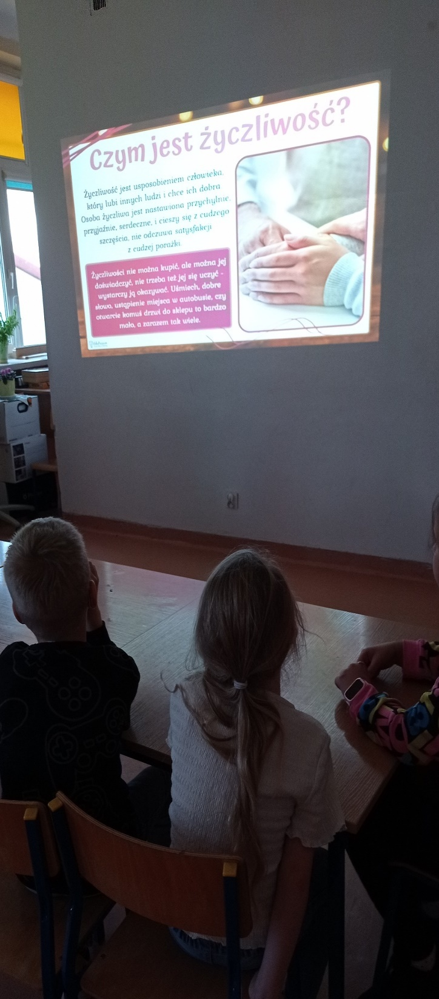 Czym jest życzliwość?
Życzliwość jest usposobieniem człowieka,
który lubi innych ludzi i chce ich dobra.
Osoba życzliwa jest nastawiona przychylnie,
przyjaźnie, serdeczne, i cieszy się z cudzego
szczęścia, nie odczuwa satysfakcji
z cudzej porażki.
Życzliwości nie można kupić, ale można jej
doświadczyć, nie trzeba też jej się uczyć -
wystarczy ją okazywać. Uśmiech, dobre
słowo, ustąpienie miejsca w autobusie, czy
otwarcie komuś drzwi do sklepu to bardzo
mało, a zarazem tak wiele.